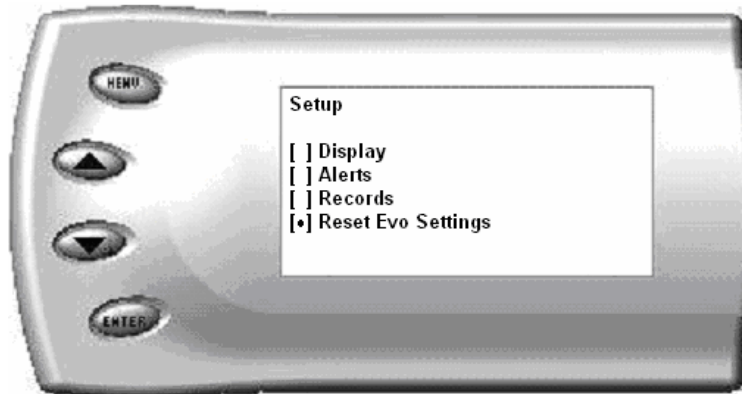 MENU
Setup
[ ] Display
[ ] Alerts
[ ] Records
[•] Reset Evo Settings
ENTER